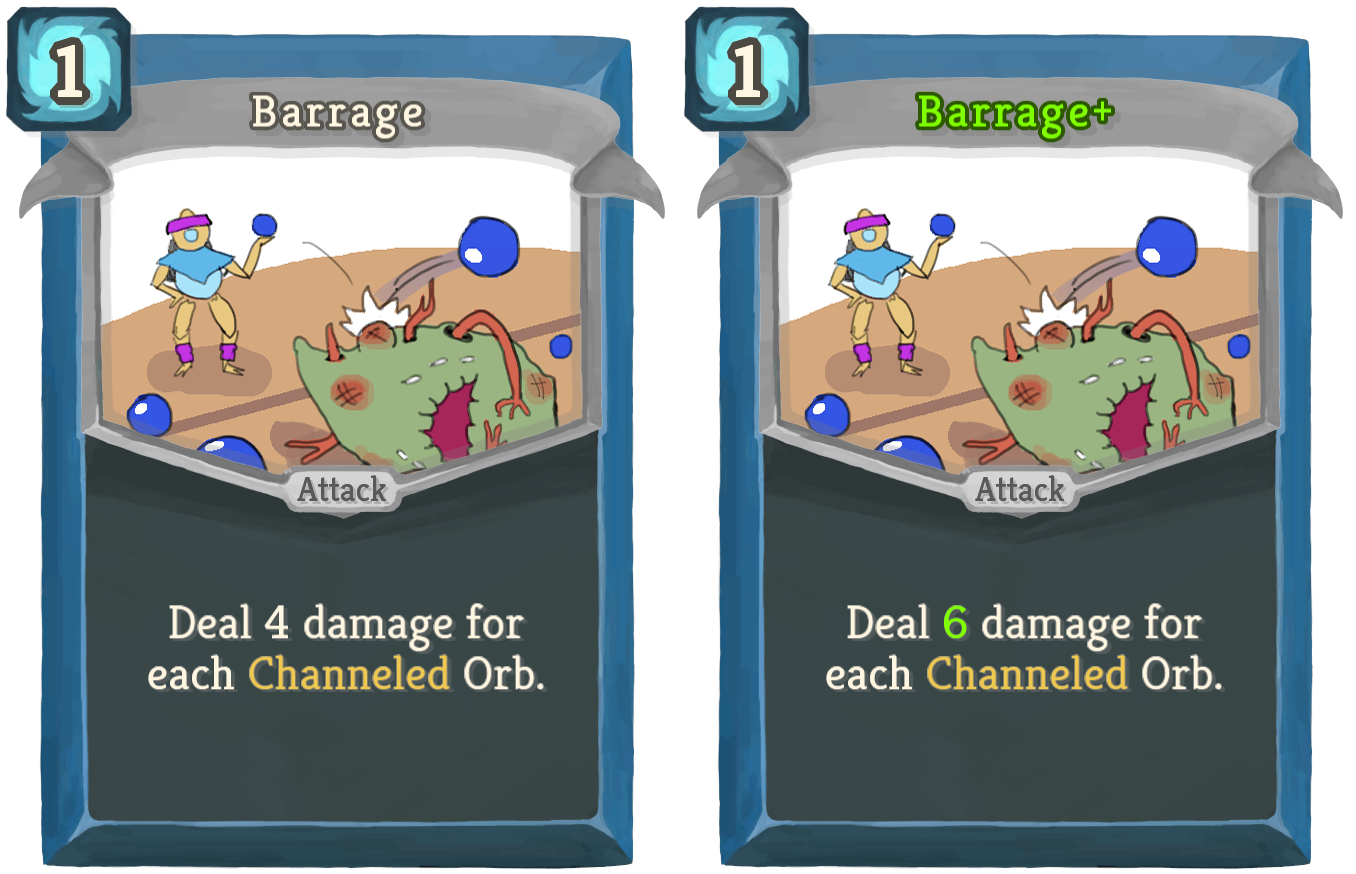 1
Barrage
Attack
Deal 4 damage for
each Channeled Orb.
1
Barrage+
Attack
Deal 6 damage for
each Channeled Orb.